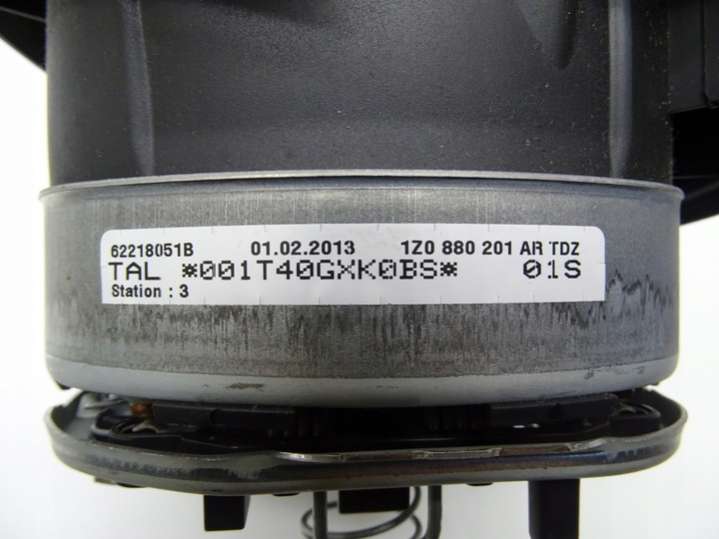 62218051B 01.02.2013 1Z0 880 201 AR TDZ
TAL *001T40GXK0BS* 01S
Station : 3